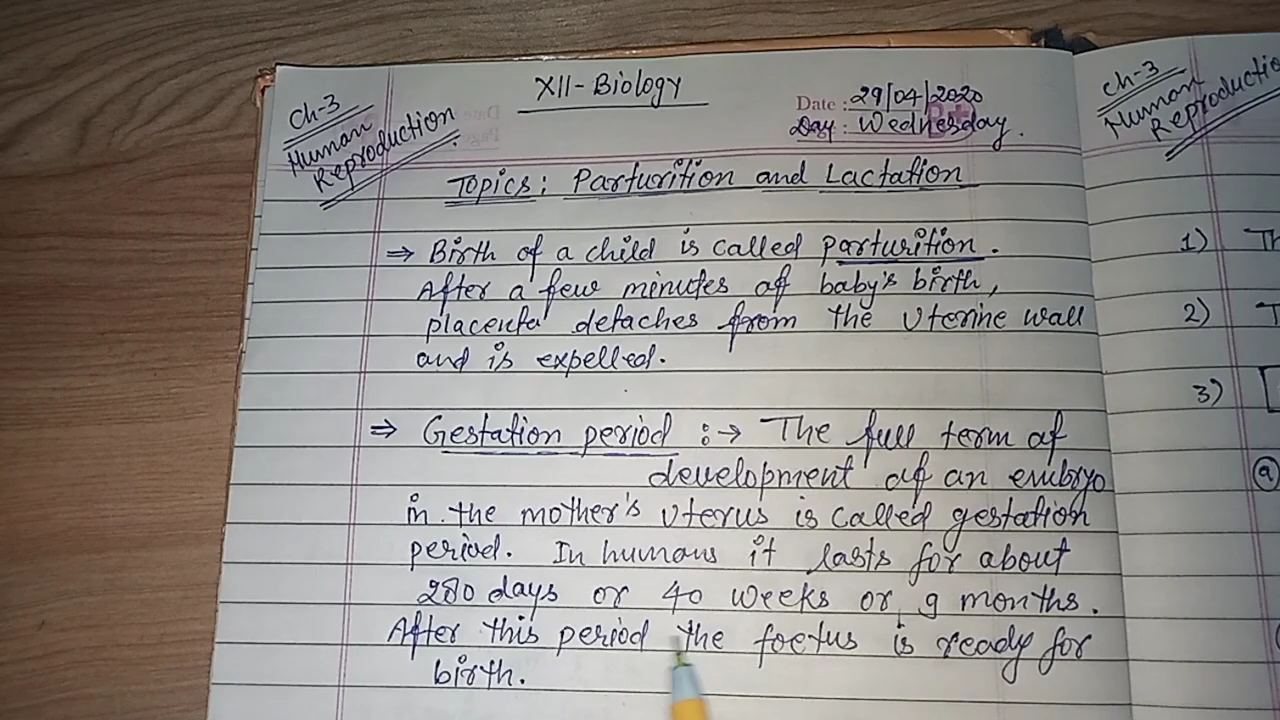 XII-Biology
Ch-3
Human
Reproduction
Date : 29/04/2020
Day : Wednesday.
Topics: Parturition and Lactation
⇒ Birth of a child is called parturition.
After a few minutes of baby's birth,
placenta detaches from the uterine wall
and is expelled.
⇒ Gestation period :→ The full term of
development of an embryo
in the mother's uterus is called gestation
period. In humans it lasts for about
280 days or 40 weeks or 9 months.
After this period the foetus is ready for
birth.
Ch-3
Human
1)
2)
3)
a